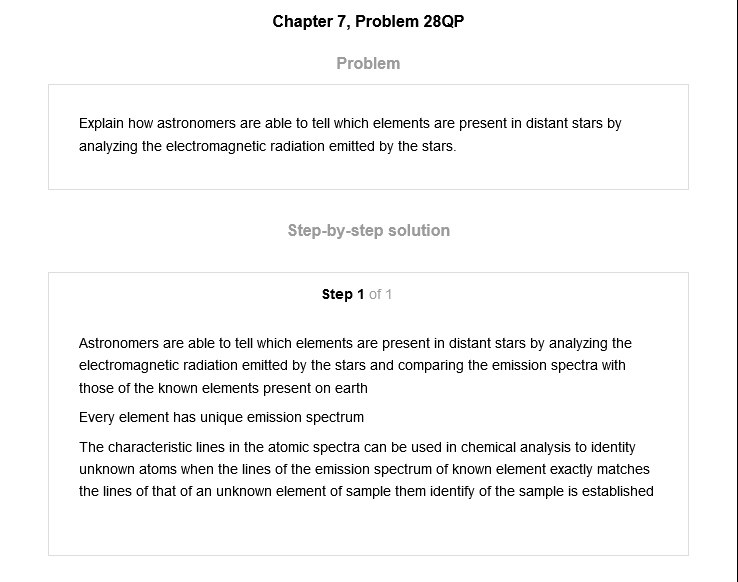 Chapter 7, Problem 28QP
Problem
Explain how astronomers are able to tell which elements are present in distant stars by
analyzing the electromagnetic radiation emitted by the stars.
Step-by-step solution
Step 1 of 1
Astronomers are able to tell which elements are present in distant stars by analyzing the
electromagnetic radiation emitted by the stars and comparing the emission spectra with
those of the known elements present on earth
Every element has unique emission spectrum
The characteristic lines in the atomic spectra can be used in chemical analysis to identity
unknown atoms when the lines of the emission spectrum of known element exactly matches
the lines of that of an unknown element of sample them identify of the sample is established